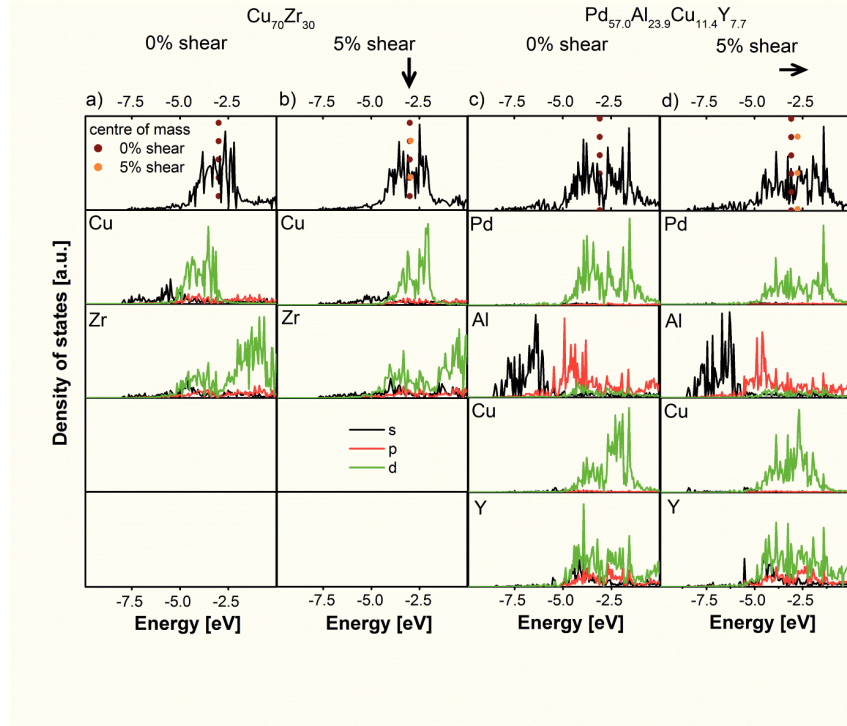 Cu70Zr30 Pd57.0Al23.9Cu11.4Y7.7
0% shear 5% shear 0% shear 5% shear
a) -7.5 -5.0 -2.5 b) -7.5 -5.0 -2.5 c) -7.5 -5.0 -2.5 d) -7.5 -5.0 -2.5
centre of mass
0% shear
5% shear
Cu Cu Pd Pd
Zr Zr Al Al
Cu Cu
s
p
d
Y Y
Density of states [a.u.]
-7.5 -5.0 -2.5 -7.5 -5.0 -2.5 -7.5 -5.0 -2.5 -7.5 -5.0 -2.5
Energy [eV] Energy [eV] Energy [eV] Energy [eV]